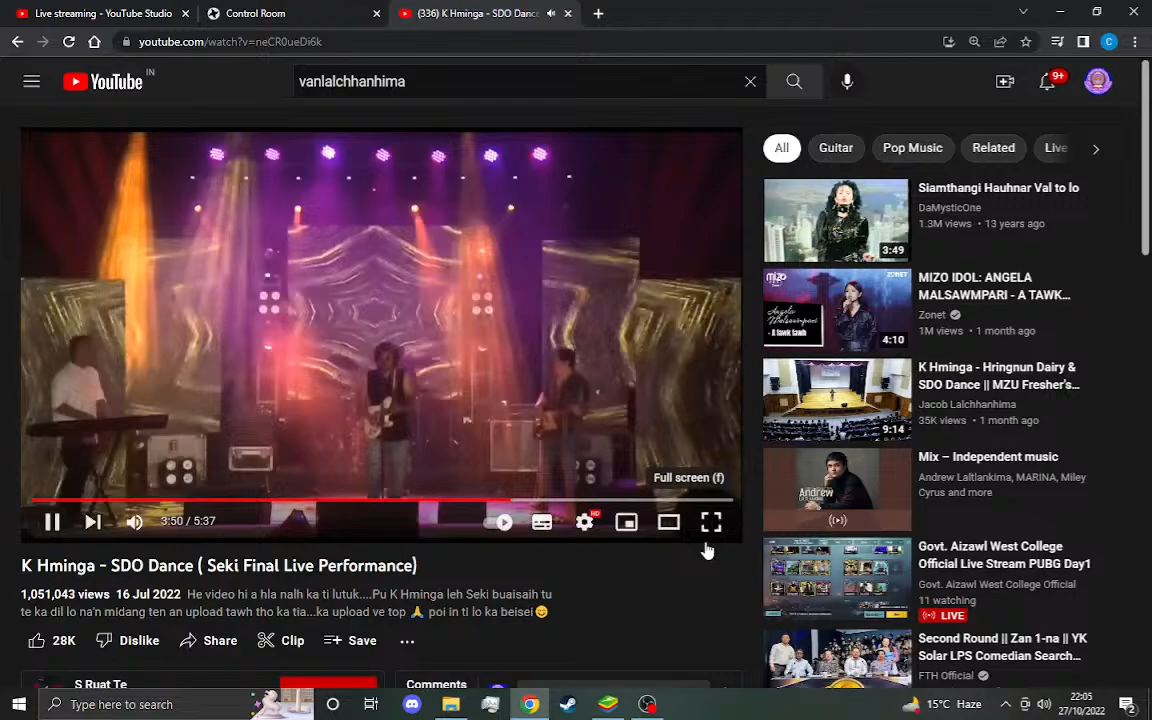 Live streaming - YouTube Studio
Control Room
(336) K Hminga - SDO Danc
youtube.com/watch?v=neCR0ueDi6k
C
YouTube IN
vanlalchhanhima
9+
All
Guitar
Pop Music
Related
Live
Siamthangi Hauhnar Val to lo
DaMysticOne
1.3M views • 13 years ago
3:49
MIZO IDOL: ANGELA
MALSAWMPARI - A TAWK...
Zonet
1M views • 1 month ago
mizo
ZONET
Angela
Malsawmpari
- A tawk tawh
4:10
K Hminga - Hringnun Dairy &
SDO Dance || MZU Fresher's...
Jacob Lalchhanhima
35K views • 1 month ago
9:14
Mix – Independent music
Andrew Laltlankima, MARINA, Miley
Cyrus and more
Andrew
Govt. Aizawl West College
Official Live Stream PUBG Day1
Govt. Aizawl West College Official
11 watching
LIVE
Second Round || Zan 1-na || YK
Solar LPS Comedian Search...
FTH Official
Full screen (f)
3:50 / 5:37
HD
K Hminga - SDO Dance ( Seki Final Live Performance)
1,051,043 views 16 Jul 2022 He video hi a hla nalh ka ti lutuk....Pu K Hminga leh Seki buaisaih tu
te ka dil lo na'n midang ten an upload tawh tho ka tia...ka upload ve top 🙏 poi in ti lo ka beisei😊
28K
Dislike
Share
Clip
Save
...
S Ruat Te
Comments
Type here to search
15°C Haze
22:05
27/10/2022
2